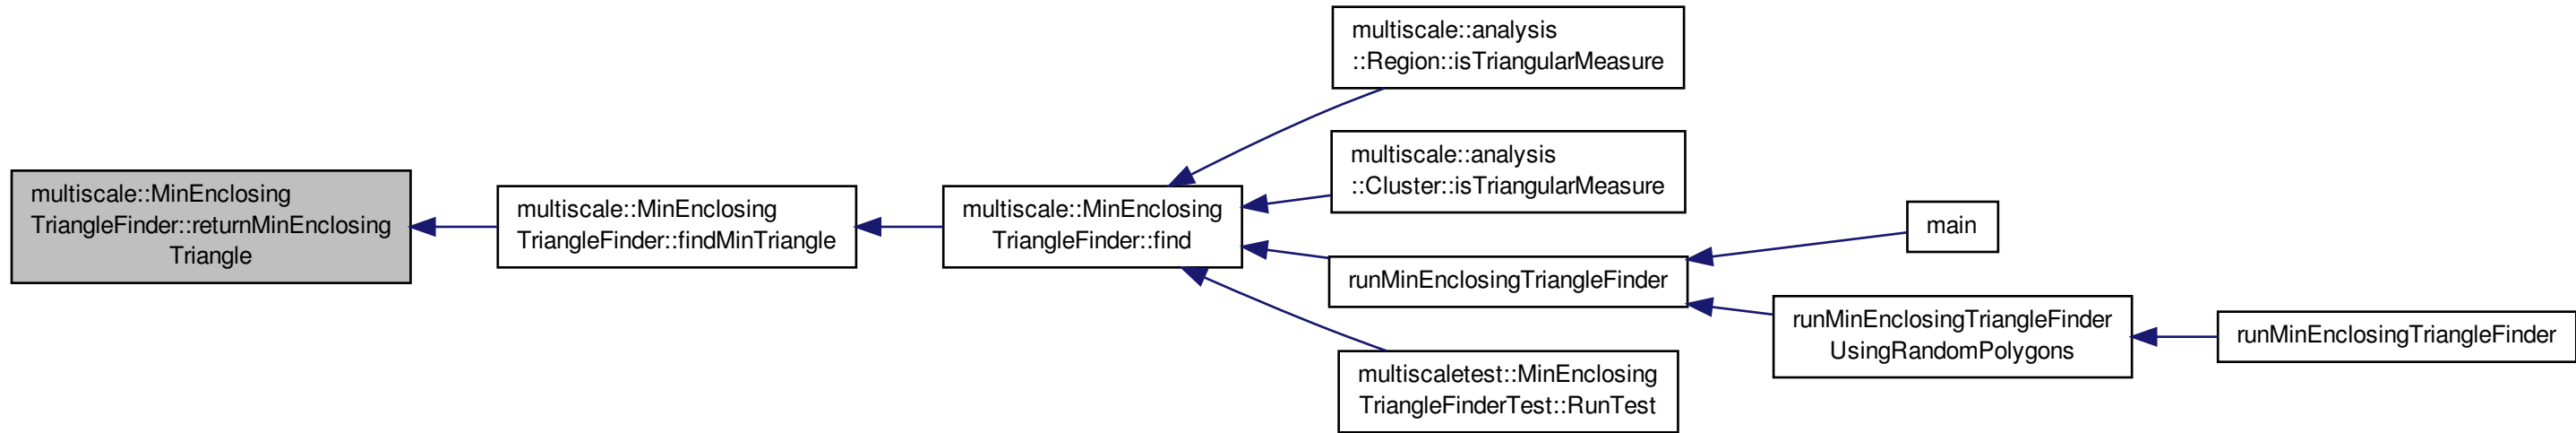 multiscale::MinEnclosing
TriangleFinder::returnMinEnclosing
Triangle
multiscale::MinEnclosing
TriangleFinder::findMinTriangle
multiscale::MinEnclosing
TriangleFinder::find
multiscale::analysis
::Region::isTriangularMeasure
multiscale::analysis
::Cluster::isTriangularMeasure
runMinEnclosingTriangleFinder
multiscaletest::MinEnclosing
TriangleFinderTest::RunTest
main
runMinEnclosingTriangleFinder
UsingRandomPolygons
runMinEnclosingTriangleFinder